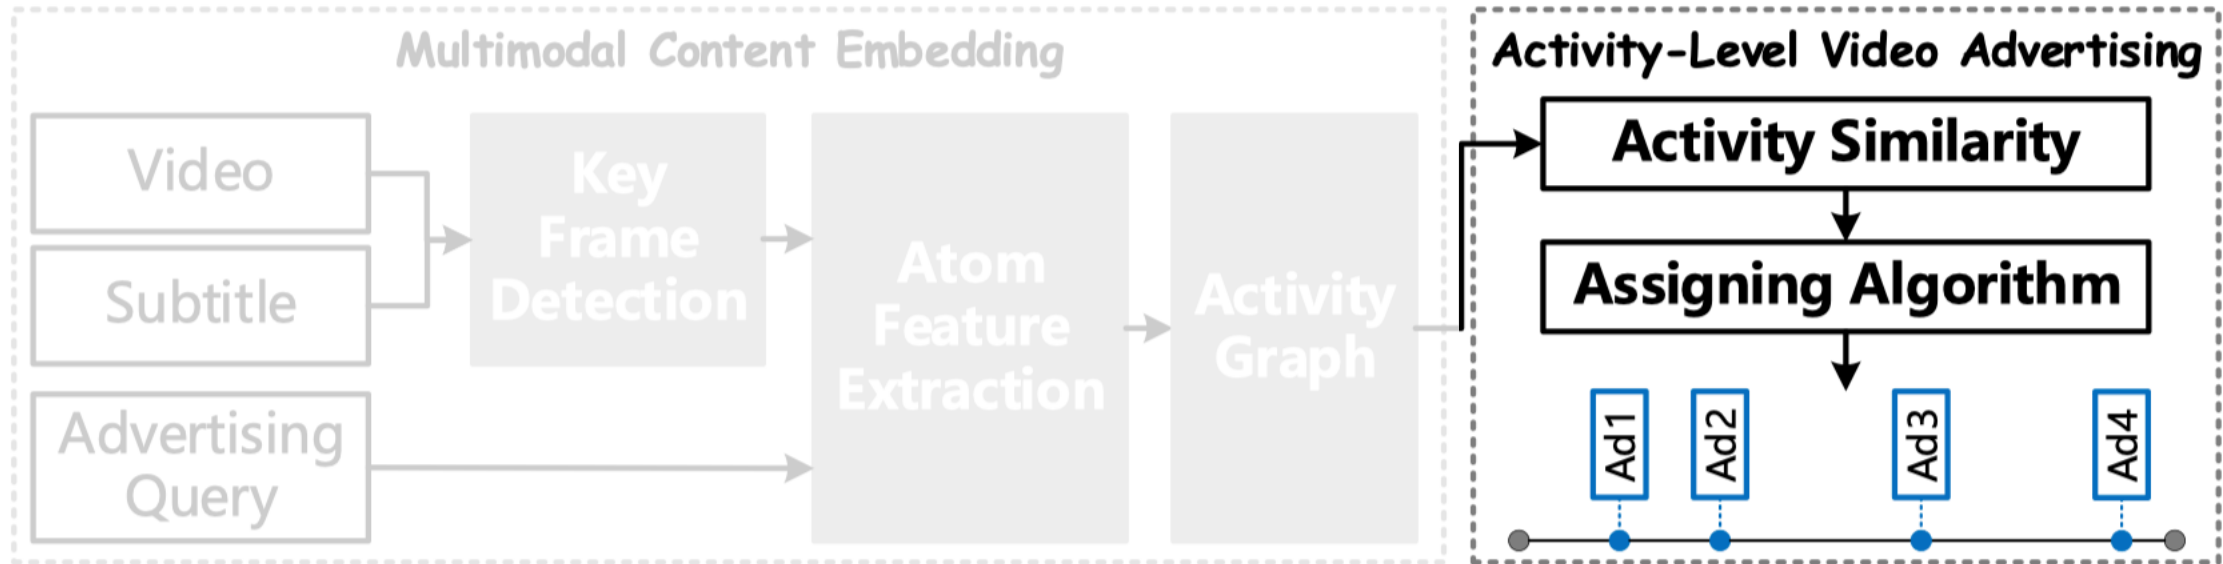 Multimodal Content Embedding
Video
Subtitle
Advertising
Query
Key
Frame
Detection
Atom
Feature
Extraction
Activity
Graph
Activity-Level Video Advertising
Activity Similarity
Assigning Algorithm
Ad1
Ad2
Ad3
Ad4